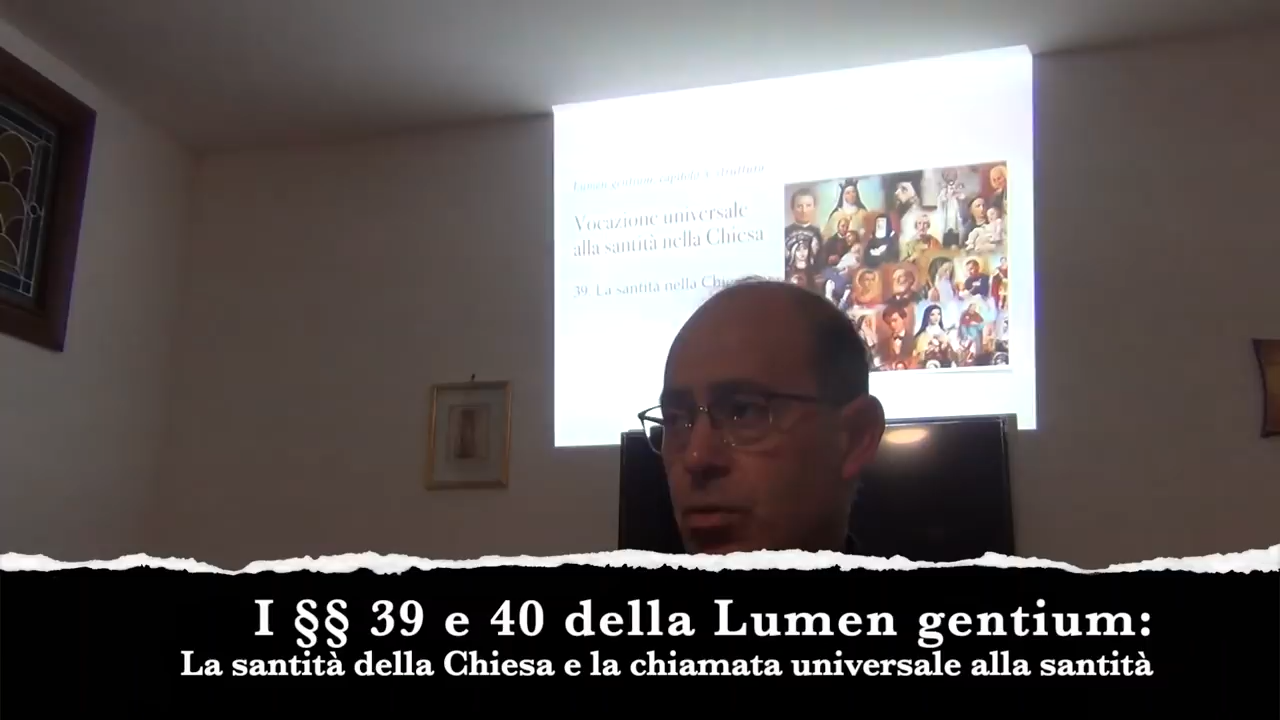 Lumen gentium, capitolo V, struttura
Vocazione universale
alla santità nella Chiesa
39. La santità nella
I §§ 39 e 40 della Lumen gentium:
La santità della Chiesa e la chiamata universale alla santità